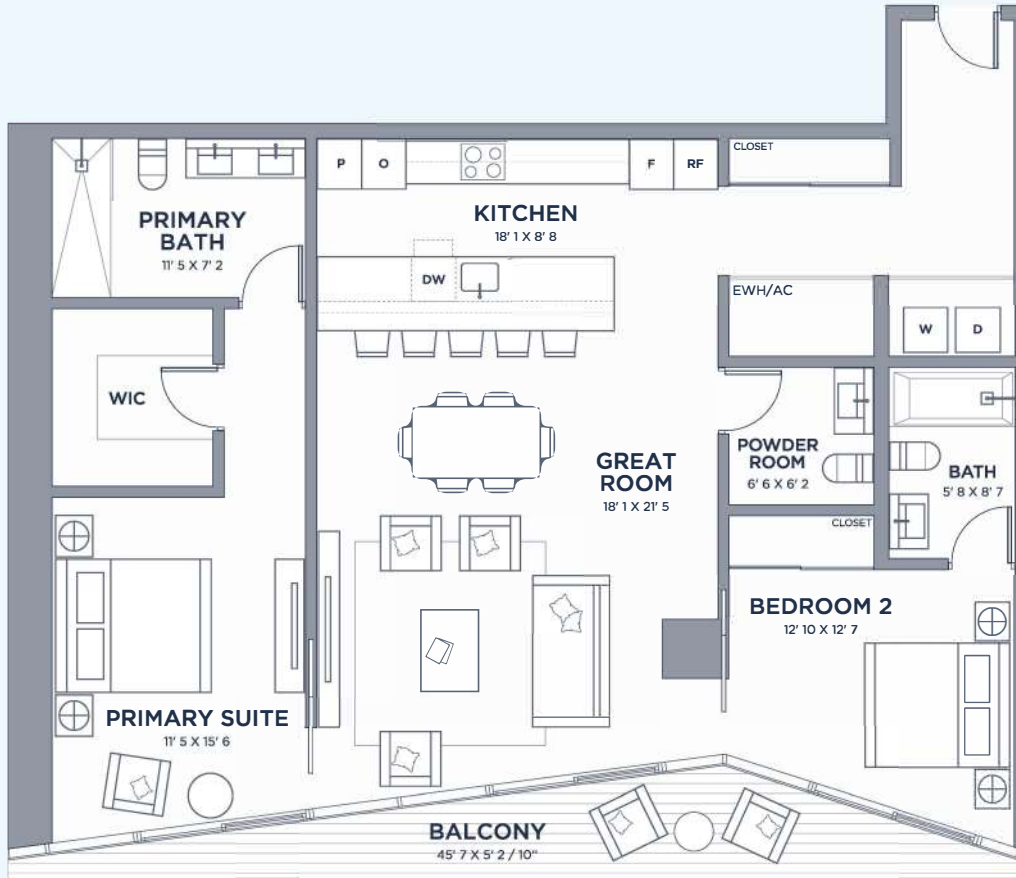 CLOSET
P
O
F
RF
KITCHEN
18' 1 X 8' 8
PRIMARY
BATH
11' 5 X 7' 2
DW
EWH/AC
W
D
WIC
POWDER
ROOM
6' 6 X 6' 2
GREAT
ROOM
18' 1 X 21' 5
BATH
5' 8 X 8' 7
CLOSET
BEDROOM 2
12' 10 X 12' 7
PRIMARY SUITE
11' 5 X 15' 6
BALCONY
45' 7 X 5' 2 / 10"